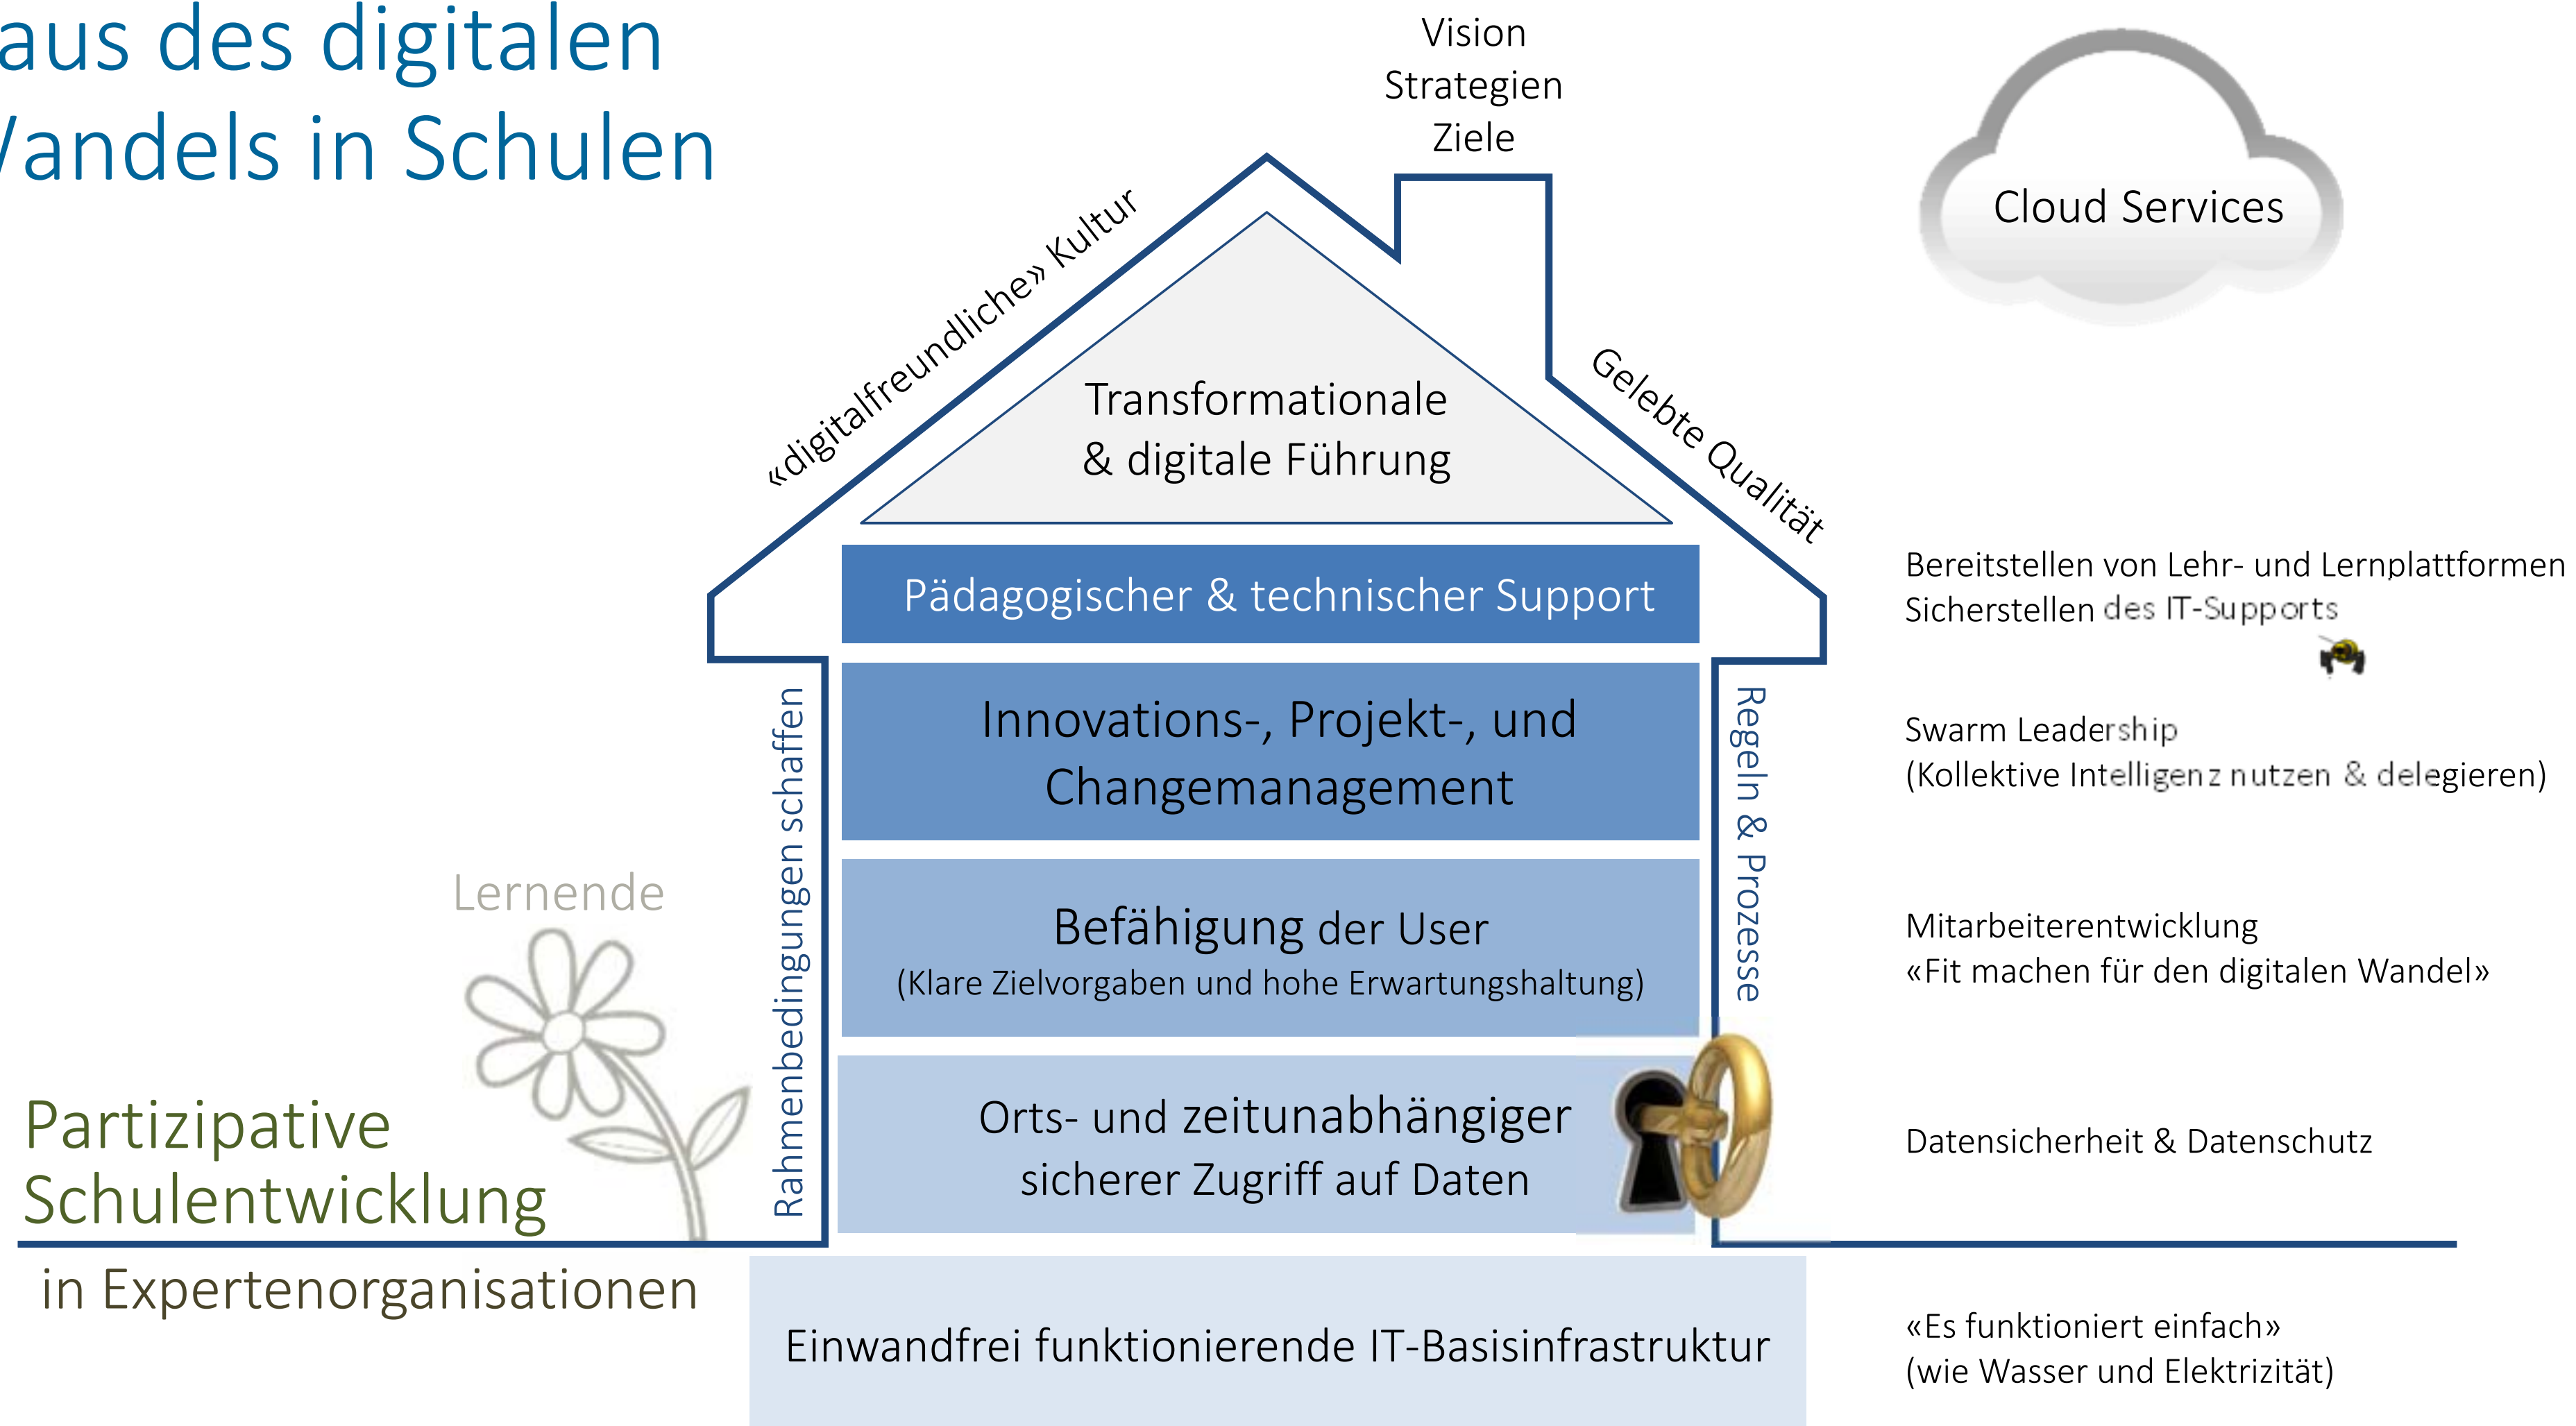 aus des digitalen
andels in Schulen
Vision
Strategien
Ziele
Cloud Services
«digitalfreundliche» Kultur
Gelebte Qualität
Transformationale
& digitale Führung
Pädagogischer & technischer Support
Bereitstellen von Lehr- und Lernplattformen
Sicherstellen des IT-Supports
Innovations-, Projekt-, und
Changemanagement
Swarm Leadership
(Kollektive Intelligenz nutzen & delegieren)
Rahmenbedingungen schaffen
Regeln & Prozesse
Befähigung der User
(Klare Zielvorgaben und hohe Erwartungshaltung)
Mitarbeiterentwicklung
«Fit machen für den digitalen Wandel»
Lernende
Partizipative
Schulentwicklung
in Expertenorganisationen
Orts- und zeitunabhängiger
sicherer Zugriff auf Daten
Datensicherheit & Datenschutz
Einwandfrei funktionierende IT-Basisinfrastruktur
«Es funktioniert einfach»
(wie Wasser und Elektrizität)